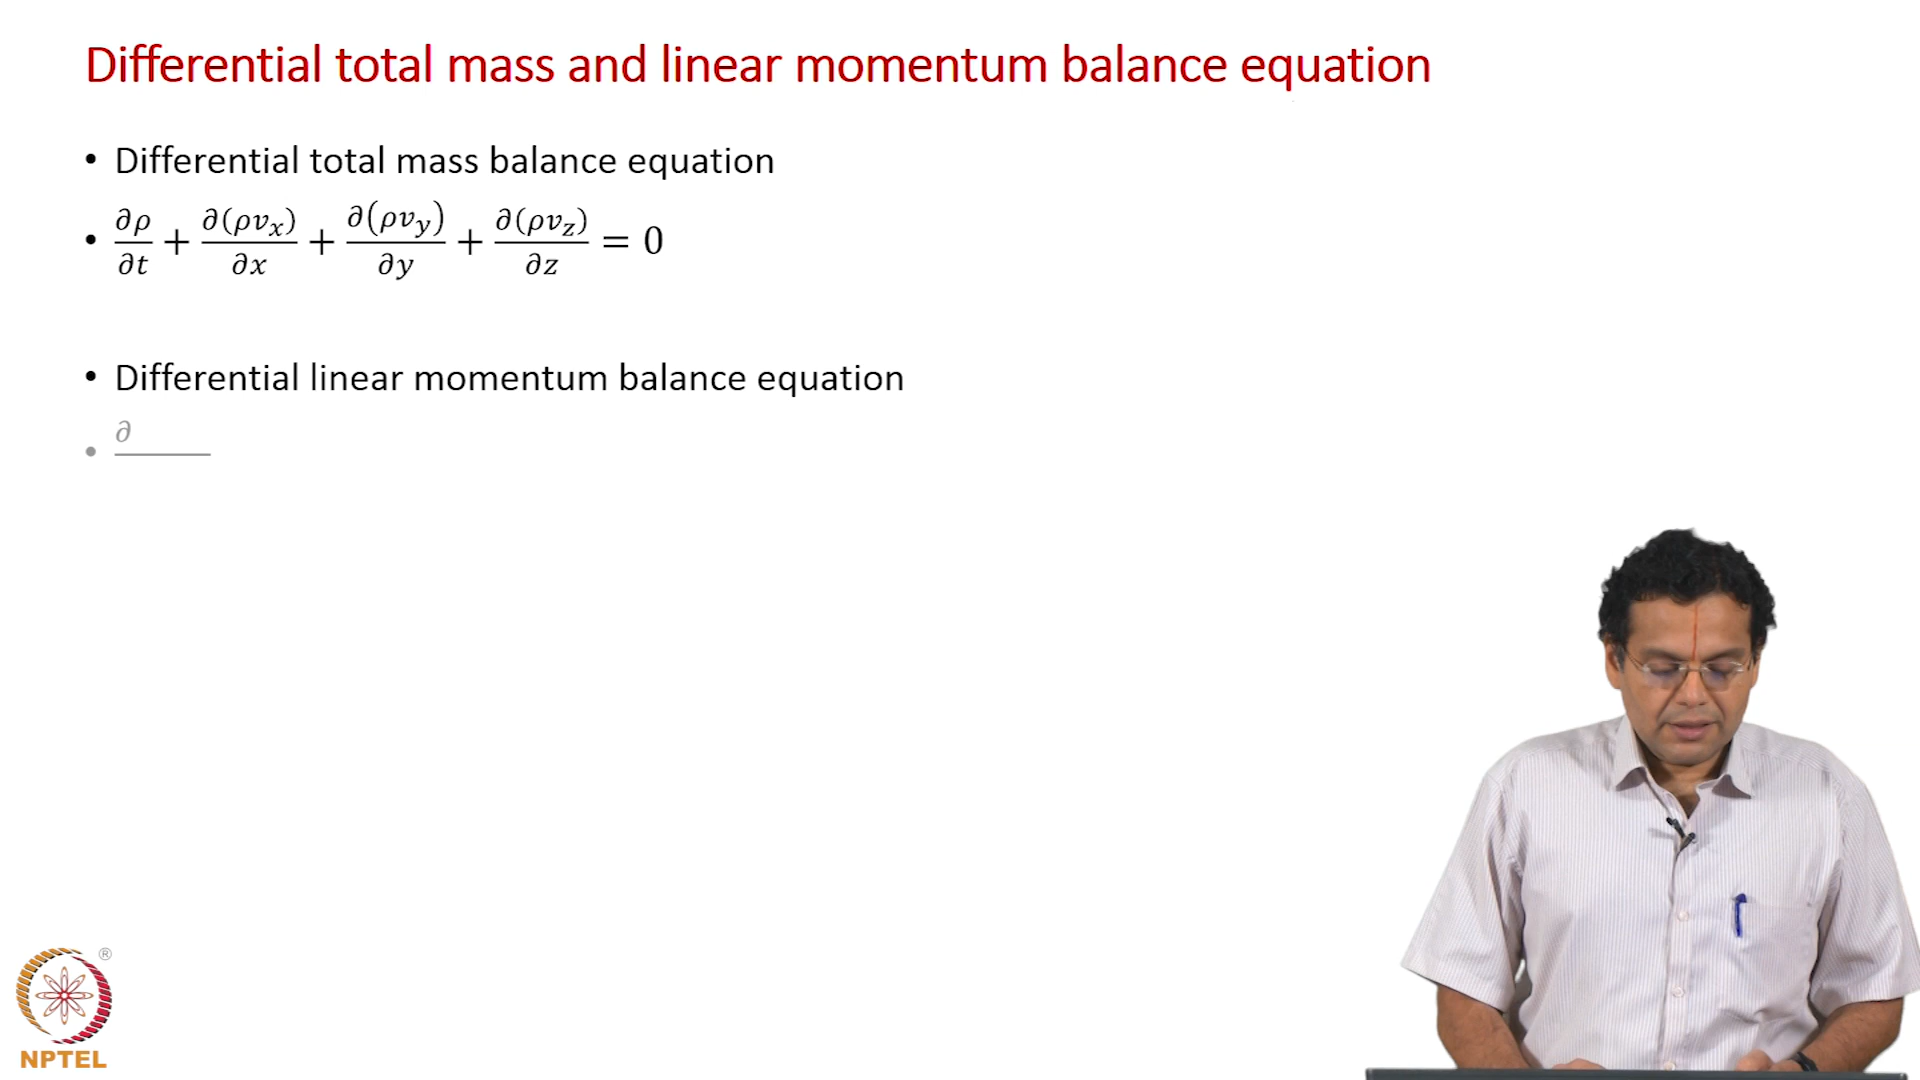 Differential total mass and linear momentum balance equation
• Differential total mass balance equation
• ∂ρ/∂t + ∂(ρv_x)/∂x + ∂(ρv_y)/∂y + ∂(ρv_z)/∂z = 0
• Differential linear momentum balance equation
• ∂
®
NPTEL